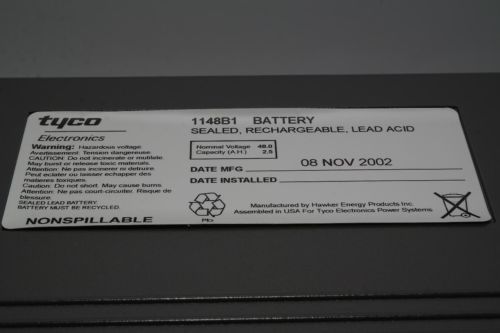 tyco
Electronics
Warning: Hazardous voltage.
Avertissement: Tension dangereuse.
CAUTION: Do not incinerate or mutilate.
May burst or release toxic materials.
Attention: Ne pas incinerer ni detruire.
Peut eclater ou laisser echapper des
materes toxiques.
Caution: Do not short. May cause burns.
Attention: Ne pas court-circuiter. Risque de
blessure.
SEALED LEAD BATTERY.
BATTERY MUST BE RECYCLED.
NONSPILLABLE
1148B1 BATTERY
SEALED, RECHARGEABLE, LEAD ACID
Nominal Voltage 48.0
Capacity (A.H.) 2.5
DATE MFG 08 NOV 2002
DATE INSTALLED
Pb
Manufactured by Hawker Energy Products Inc.
Assembled in USA For Tyco Electronics Power Systems